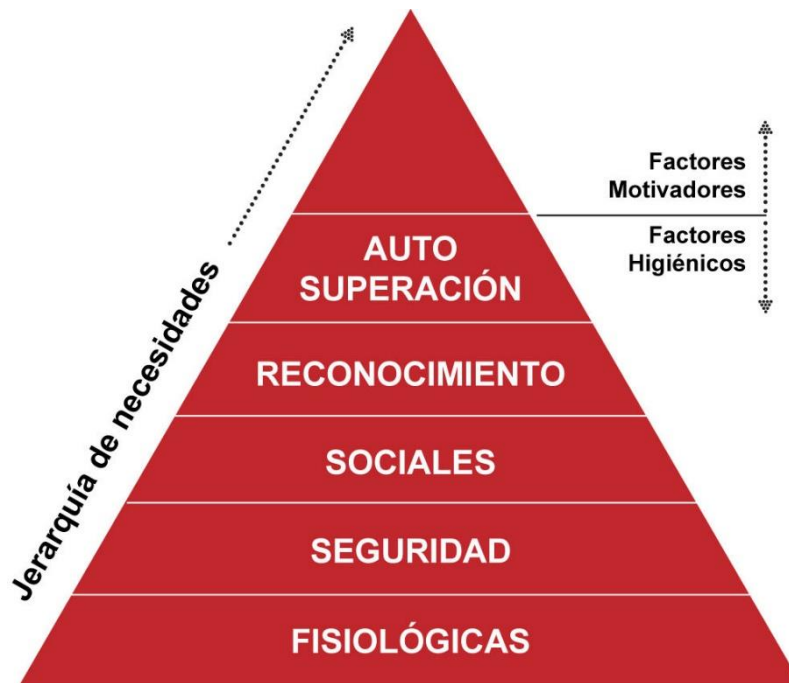 Jerarquía de necesidades
Factores
Motivadores
Factores
Higiénicos
AUTO
SUPERACIÓN
RECONOCIMIENTO
SOCIALES
SEGURIDAD
FISIOLÓGICAS